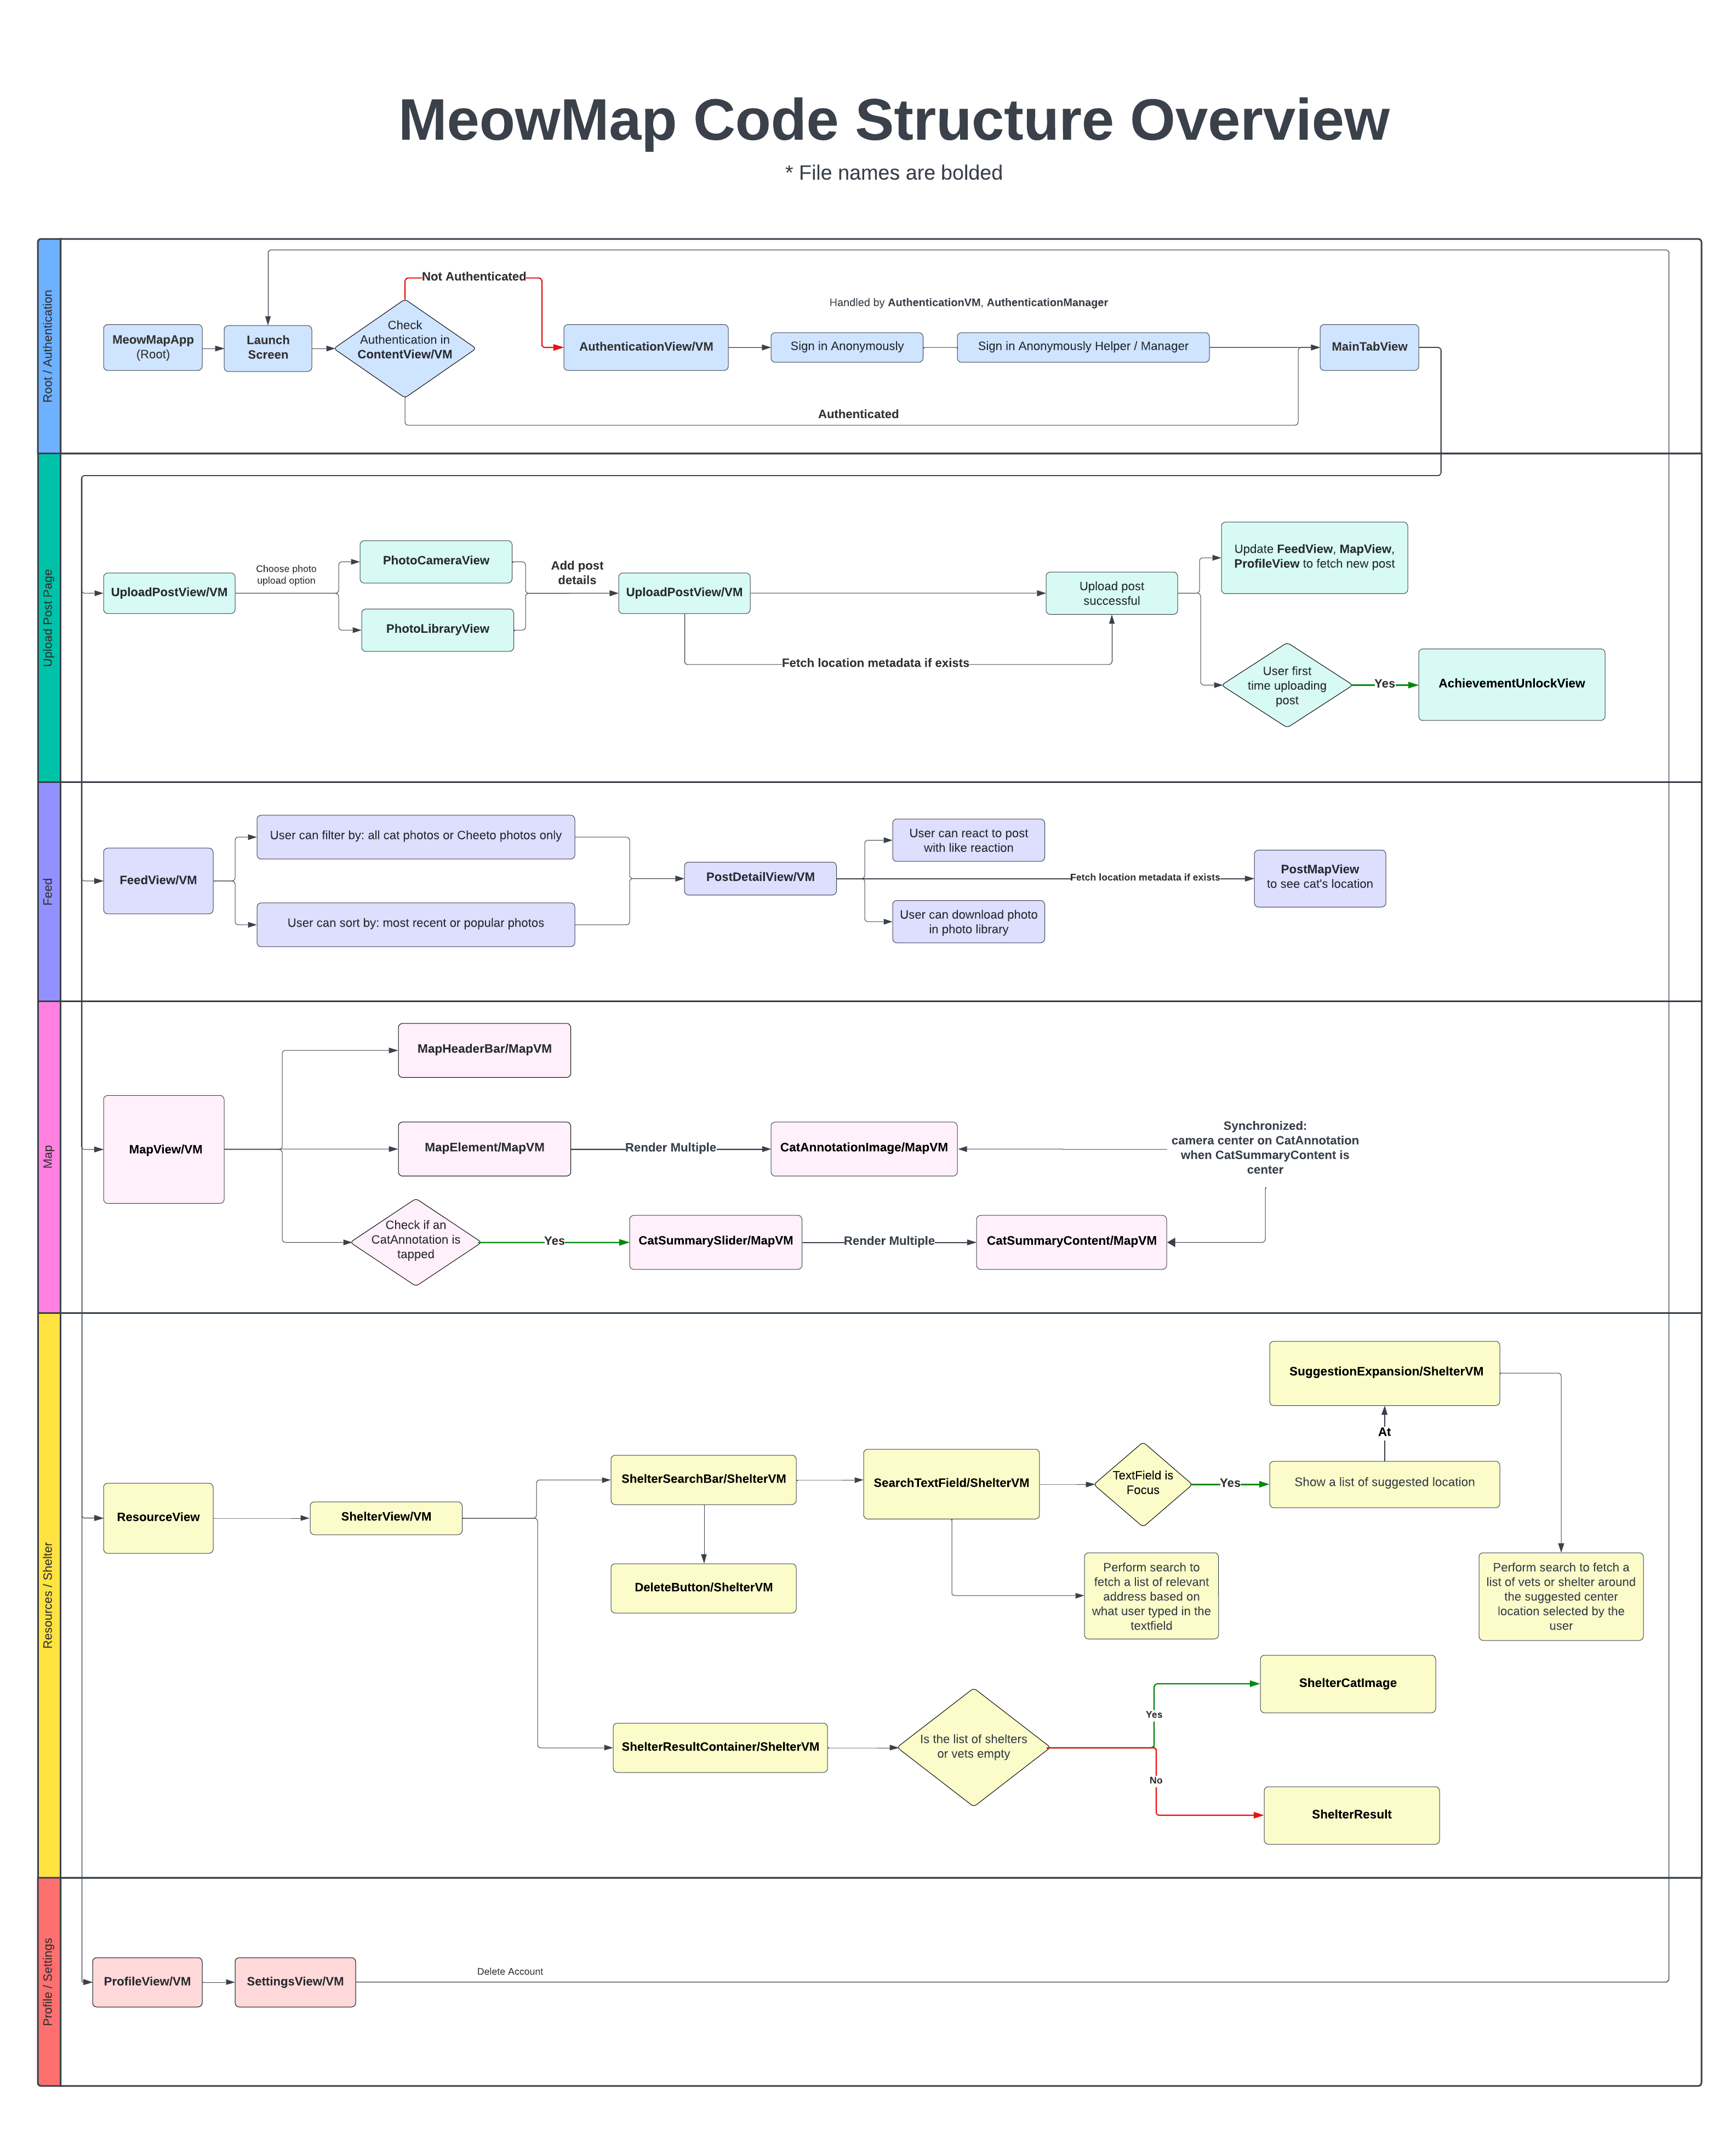 MeowMap Code Structure Overview
* File names are bolded
Root / Authentication
Not Authenticated
Handled by AuthenticationVM, AuthenticationManager
MeowMapApp
(Root)
Launch
Screen
Check
Authentication in
ContentView/VM
AuthenticationView/VM
Sign in Anonymously
Sign in Anonymously Helper / Manager
MainTabView
Authenticated
Upload Post Page
UploadPostView/VM
Choose photo
upload option
PhotoCameraView
PhotoLibraryView
Add post
details
UploadPostView/VM
Fetch location metadata if exists
Upload post
successful
Update FeedView, MapView,
ProfileView to fetch new post
User first
time uploading
post
Yes
AchievementUnlockView
Feed
FeedView/VM
User can filter by: all cat photos or Cheeto photos only
User can sort by: most recent or popular photos
PostDetailView/VM
User can react to post
with like reaction
Fetch location metadata if exists
User can download photo
in photo library
PostMapView
to see cat's location
Map
MapView/VM
MapHeaderBar/MapVM
MapElement/MapVM
Render Multiple
CatAnnotationImage/MapVM
Synchronized:
camera center on CatAnnotation
when CatSummaryContent is
center
Check if an
CatAnnotation is
tapped
Yes
CatSummarySlider/MapVM
Render Multiple
CatSummaryContent/MapVM
Resources / Shelter
ResourceView
ShelterView/VM
ShelterSearchBar/ShelterVM
DeleteButton/ShelterVM
SearchTextField/ShelterVM
TextField is
Focus
Yes
Show a list of suggested location
At
SuggestionExpansion/ShelterVM
Perform search to
fetch a list of relevant
address based on
what user typed in the
textfield
Perform search to fetch a
list of vets or shelter around
the suggested center
location selected by the
user
ShelterResultContainer/ShelterVM
Is the list of shelters
or vets empty
Yes
ShelterCatImage
No
ShelterResult
Profile / Settings
ProfileView/VM
SettingsView/VM
Delete Account